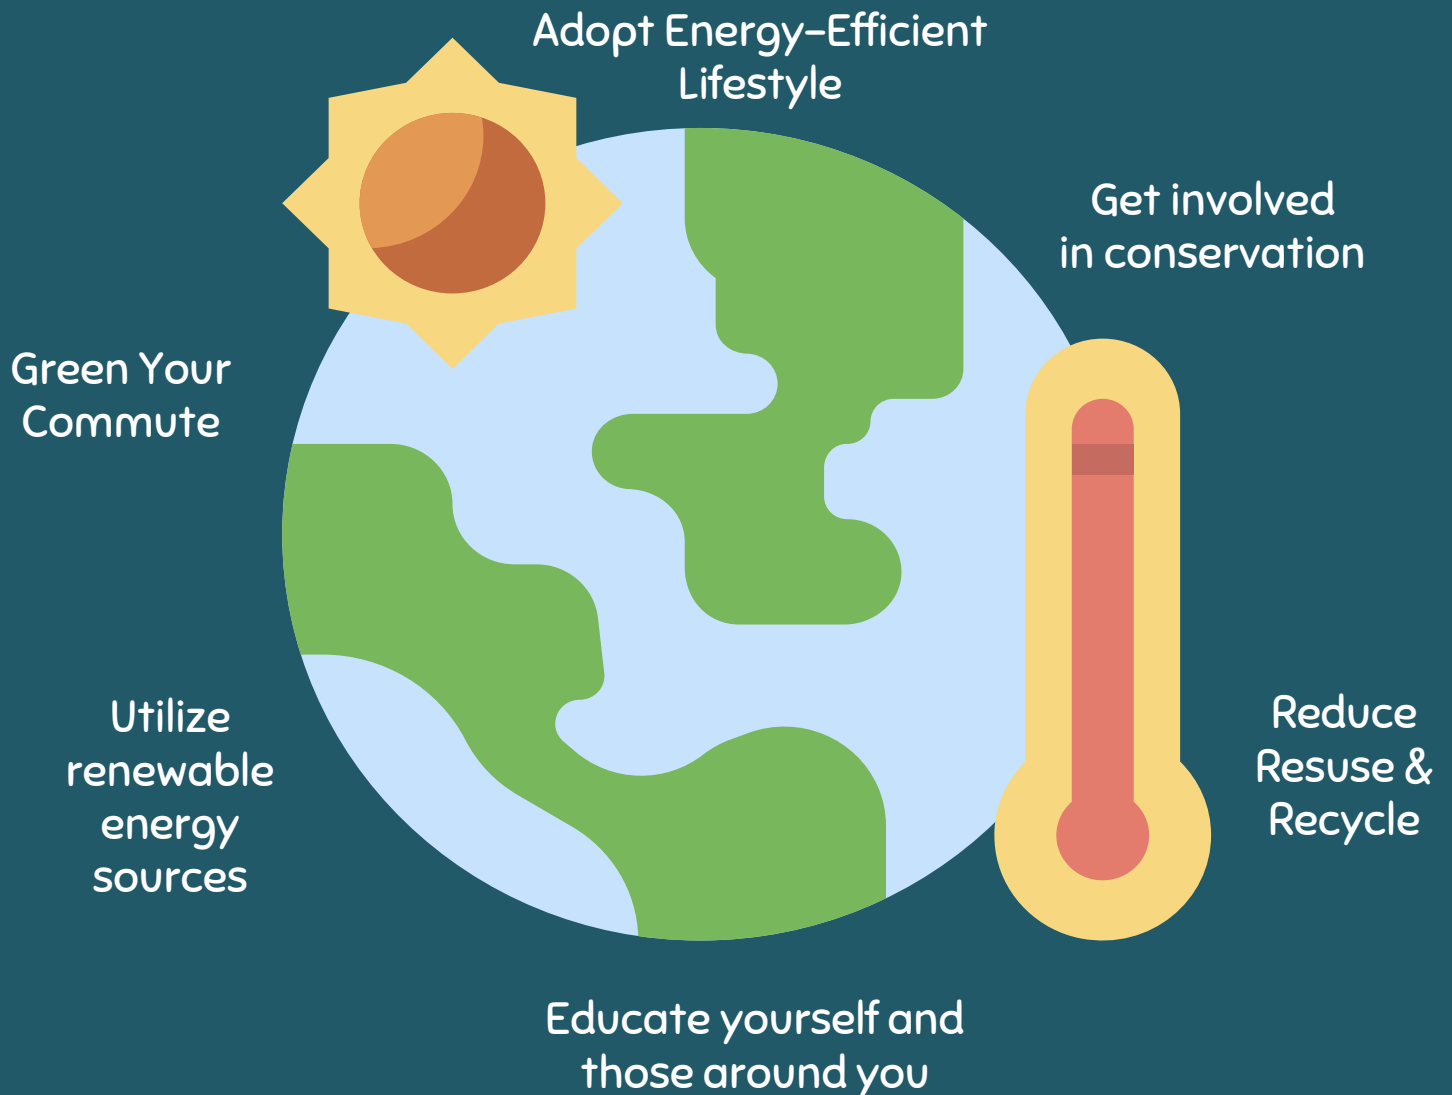 Adopt Energy-Efficient
Lifestyle
Get involved
in conservation
Green Your
Commute
Utilize
renewable
energy
sources
Reduce
Resuse &
Recycle
Educate yourself and
those around you